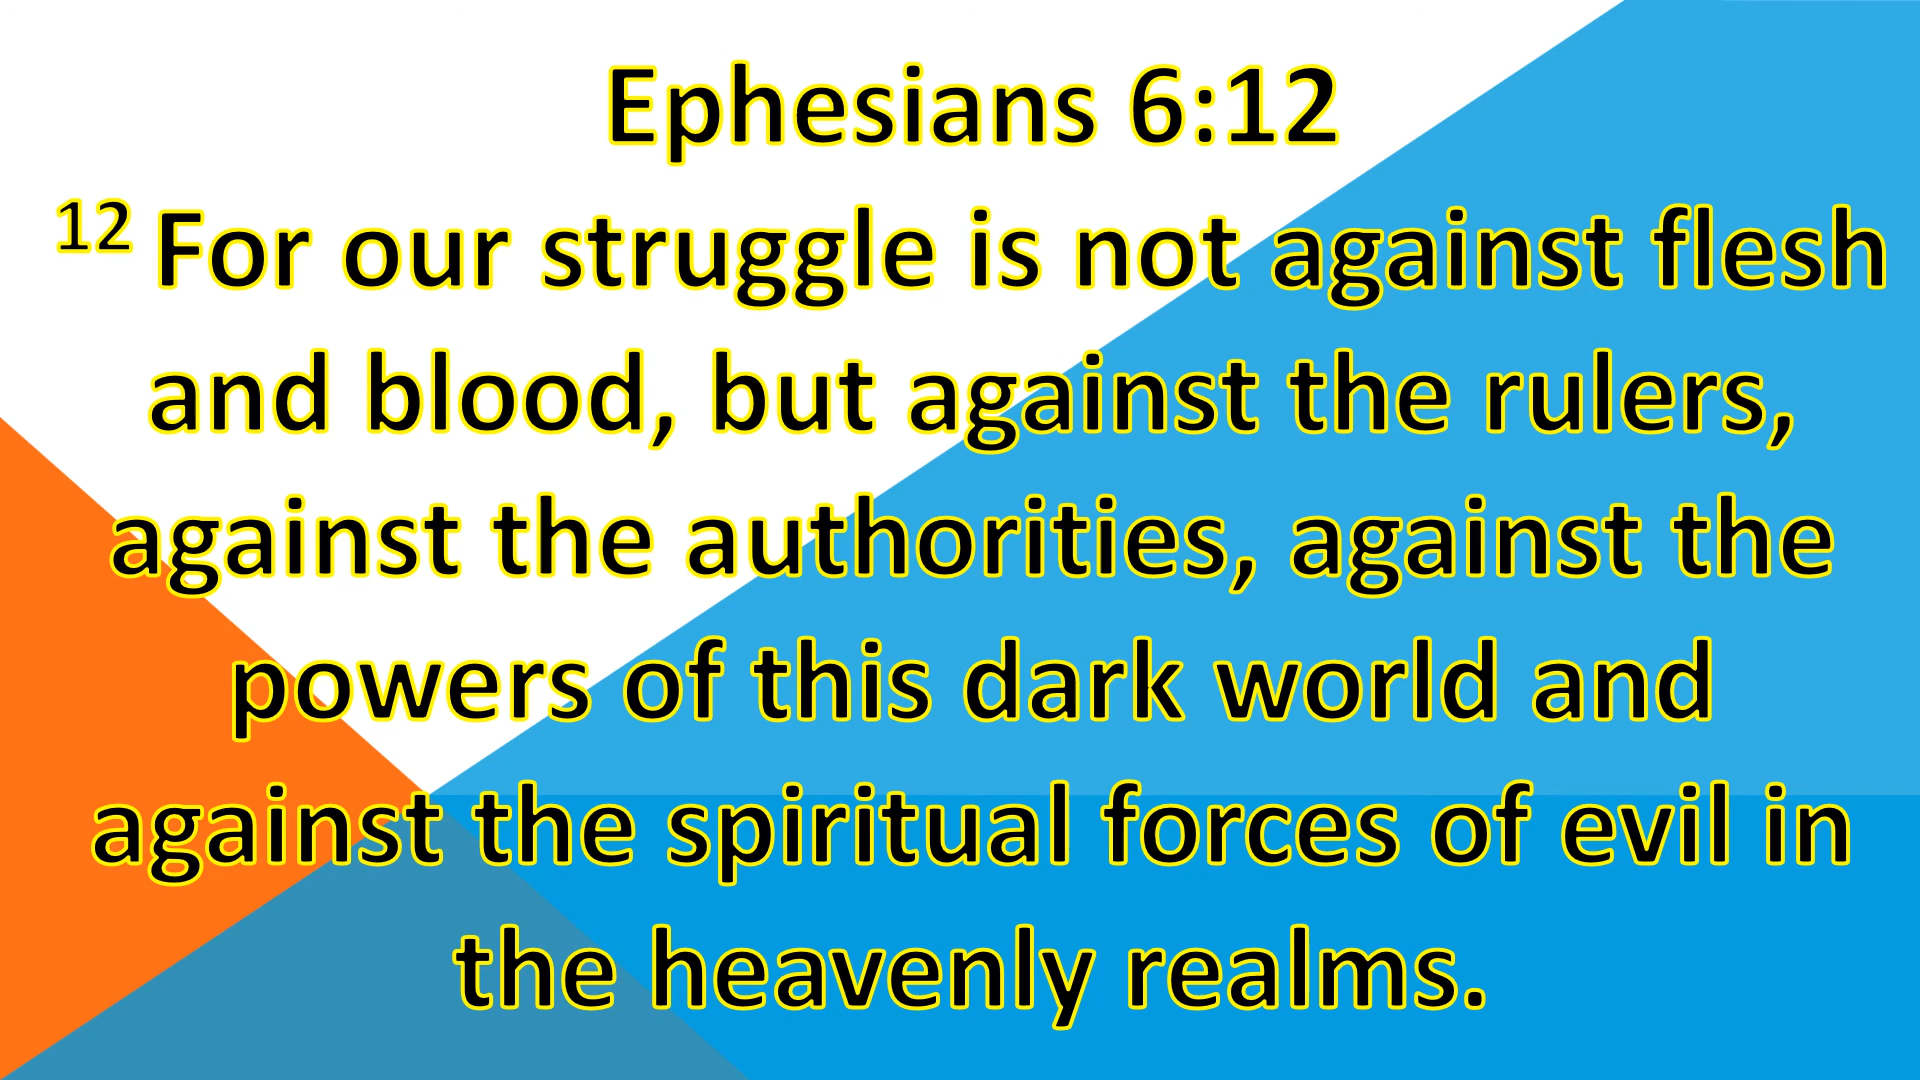 Ephesians 6:12
12 For our struggle is not against flesh
and blood, but against the rulers,
against the authorities, against the
powers of this dark world and
against the spiritual forces of evil in
the heavenly realms.